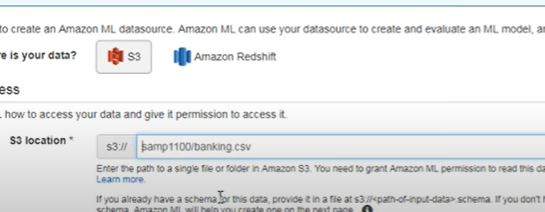 to create an Amazon ML datasource. Amazon ML can use your datasource to create and evaluate an ML model, a
re is your data? S3 Amazon Redshift
ess
how to access your data and give it permission to access it.
S3 location * s3:// samp1100/banking.csv
Enter the path to a single file or folder in Amazon S3. You need to grant Amazon ML permission to read this da
Learn more.
If you already have a schema for this data, provide it in a file at s3://<path-of-input-data>.schema. If you don't h
schema, Amazon ML will help you create one on the next page.